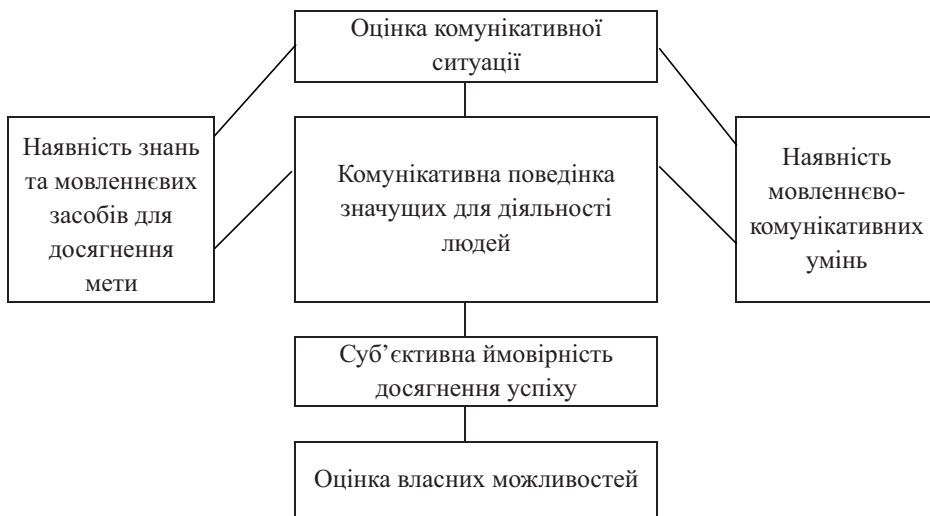 Оцінка комунікативної
ситуації
Наявність знань
та мовленнєвих
засобів для
досягнення
мети
Комунікативна поведінка
значущих для діяльності
людей
Наявність
мовленнєво-
комунікативних
умінь
Суб’єктивна ймовірність
досягнення успіху
Оцінка власних можливостей